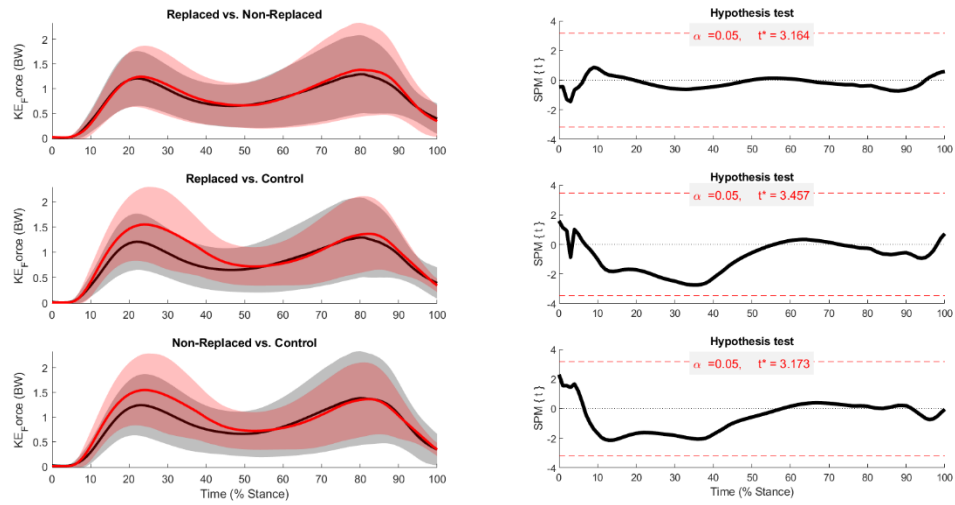 Replaced vs. Non-Replaced
KE_Force (BW)
2
1.5
1
0.5
0
0 10 20 30 40 50 60 70 80 90 100
Hypothesis test
α =0.05, t* = 3.164
SPM { t }
4
2
0
-2
-4
0 10 20 30 40 50 60 70 80 90 100
Replaced vs. Control
KE_Force (BW)
2
1.5
1
0.5
0
0 10 20 30 40 50 60 70 80 90 100
Hypothesis test
α =0.05, t* = 3.457
SPM { t }
4
2
0
-2
-4
0 10 20 30 40 50 60 70 80 90 100
Non-Replaced vs. Control
KE_Force (BW)
2
1.5
1
0.5
0
0 10 20 30 40 50 60 70 80 90 100
Time (% Stance)
Hypothesis test
α =0.05, t* = 3.173
SPM { t }
4
2
0
-2
-4
0 10 20 30 40 50 60 70 80 90 100
Time (% Stance)